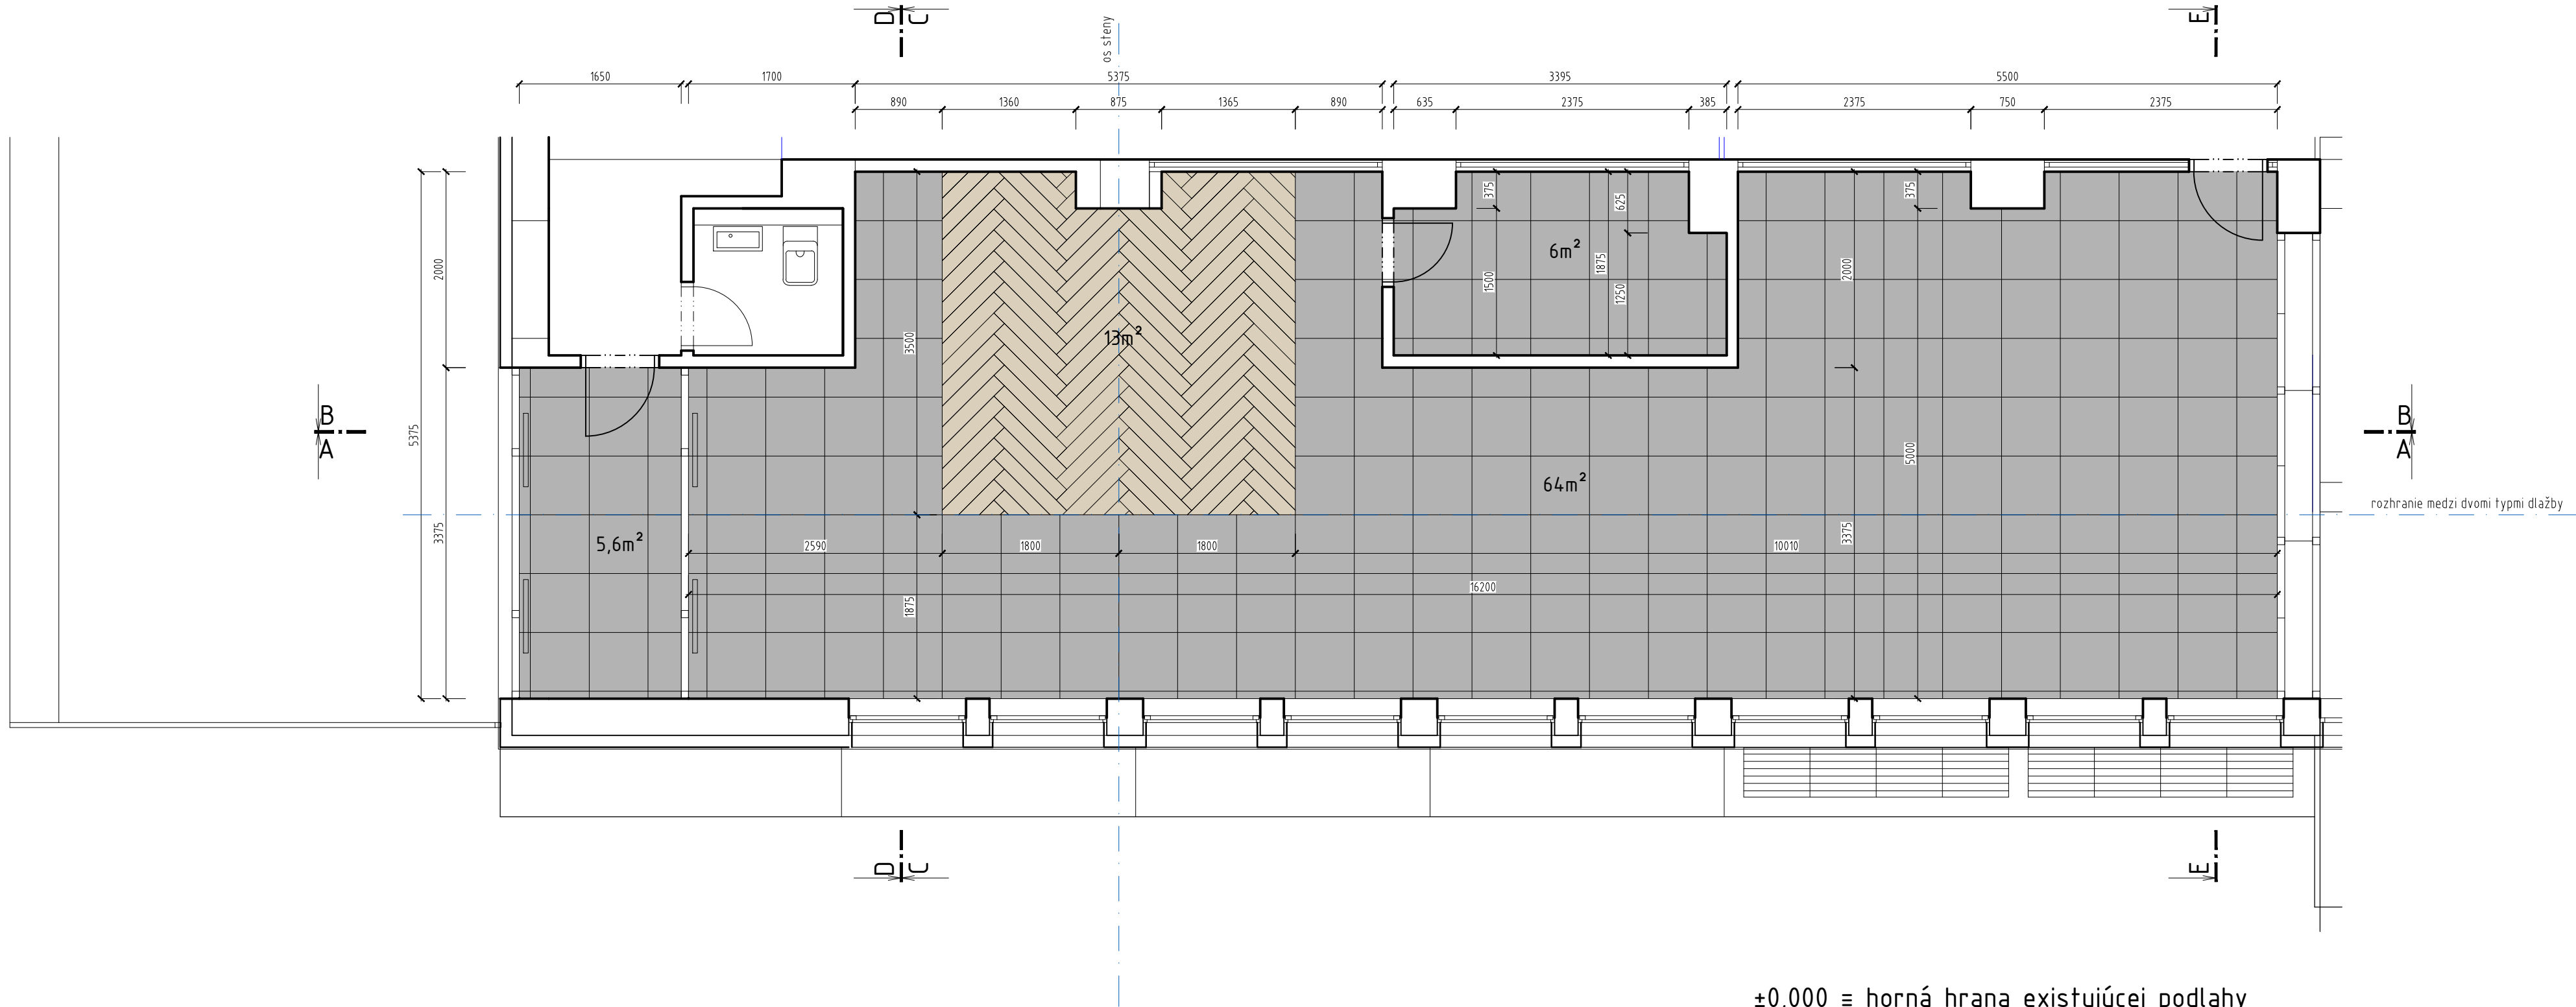 D
C
os steny
E
1650
1700
5375
3395
5500
890
1360
875
1365
890
635
2375
385
2375
750
2375
375
625
375
2000
6m²
1875
2000
1500
1250
13m²
3500
B
A
5375
B
A
5000
64m²
rozhranie medzi dvomi typmi dlažby
3375
5,6m²
2590
1800
1800
10010
3375
16200
1875
D
C
E
±0,000 ≡ horná hrana existujúcej podlahy